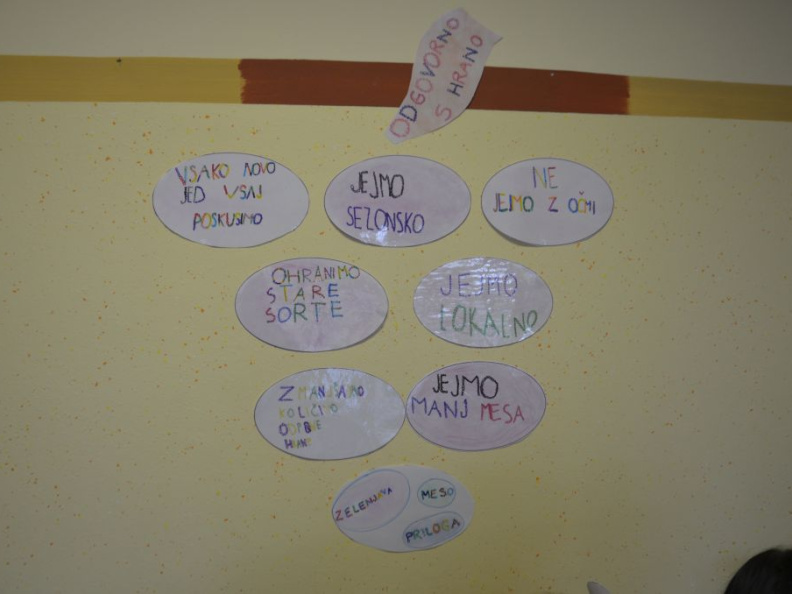 ODGOVORNO
S HRANO
VSAKO NOVO
JED VSAJ
POSKUSIMO
JEJMO
SEZONSKO
NE
JEJMO Z OČMI
OHRANIMO
STARE
SORTE
JEJMO
LOKALNO
ZMANJŠAJMO
KOLIČINO
HRANE
JEJMO
MANJ MESA
ZELENJAVA
MESO
PRILOGA